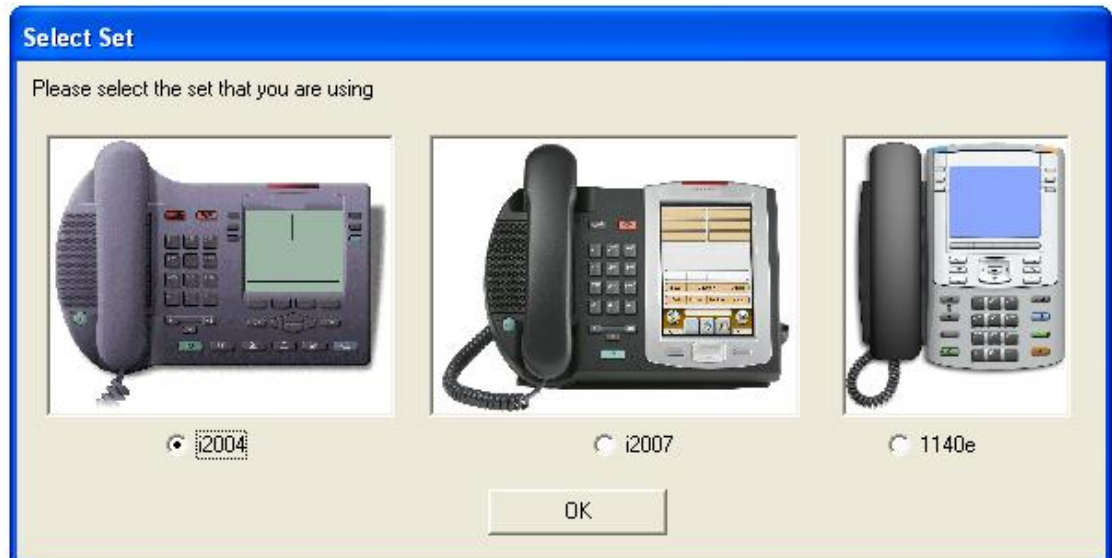 Select Set
Please select the set that you are using
i2004
i2007
1140e
OK